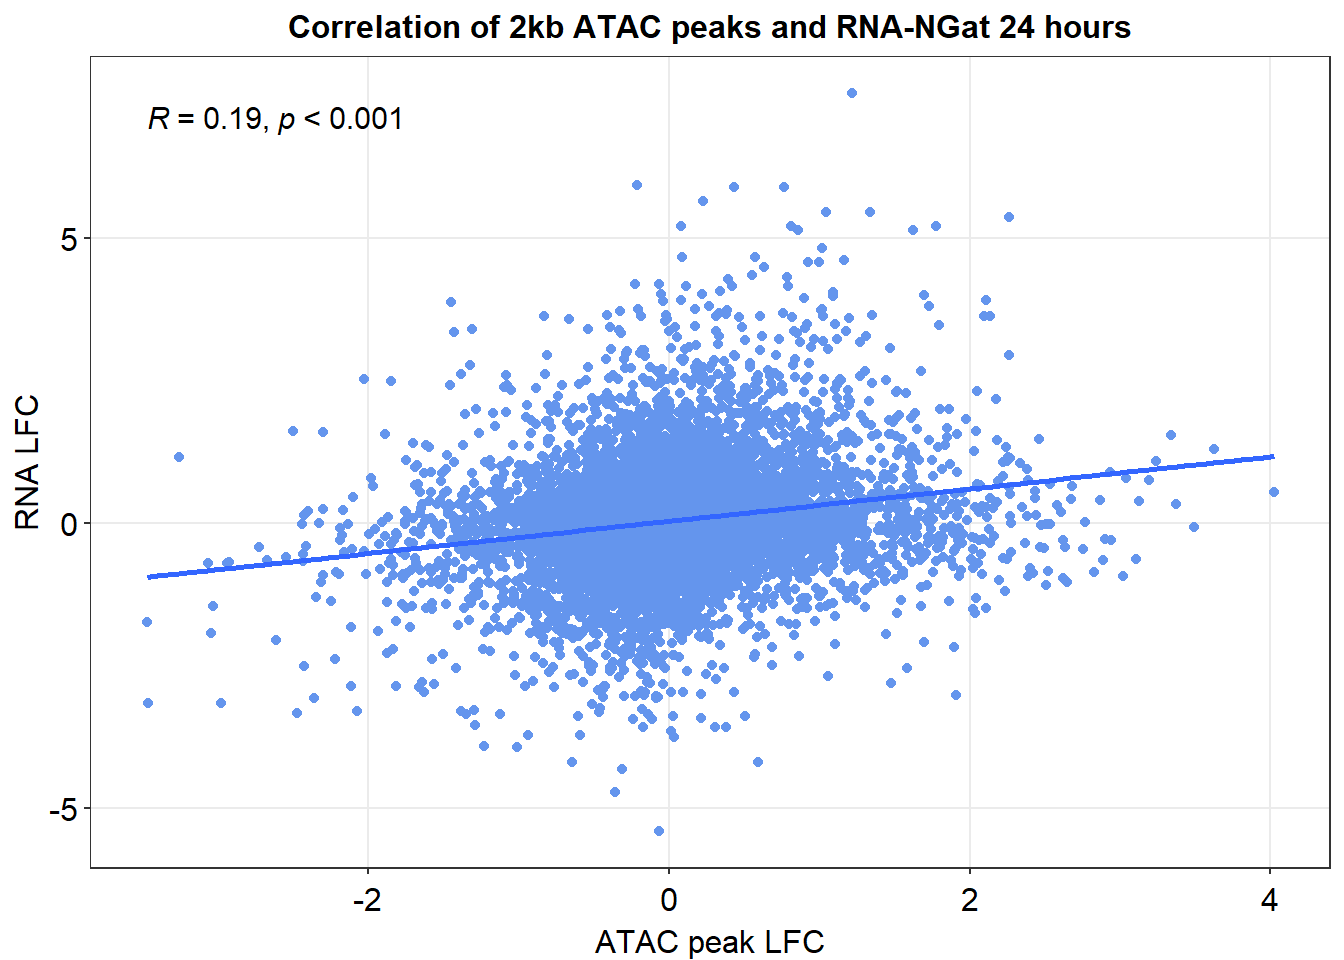 Correlation of 2kb ATAC peaks and RNA-NGat 24 hours
R = 0.19, p < 0.001
5
0
-5
RNA LFC
-2
0
2
4
ATAC peak LFC